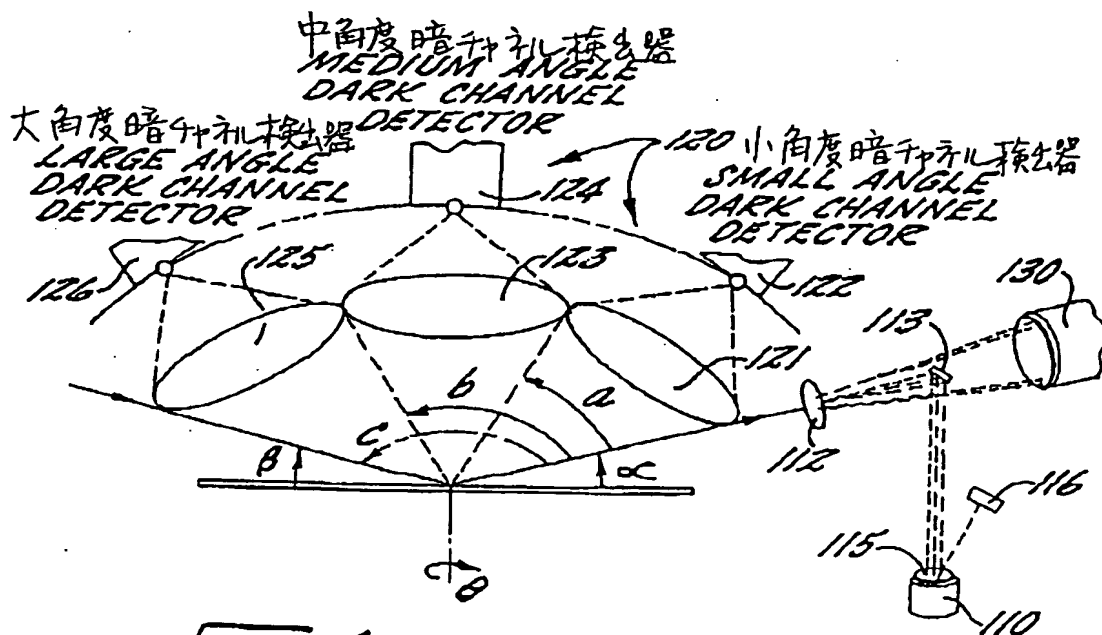 中角度暗チャネル検出器
MEDIUM ANGLE
DARK CHANNEL
DETECTOR
大角度暗チャネル検出器
LARGE ANGLE
DARK CHANNEL
DETECTOR
120
小角度暗チャネル検出器
SMALL ANGLE
DARK CHANNEL
DETECTOR
124
126
125
123
122
130
113
121
a
b
c
β
α
112
116
115
θ
110